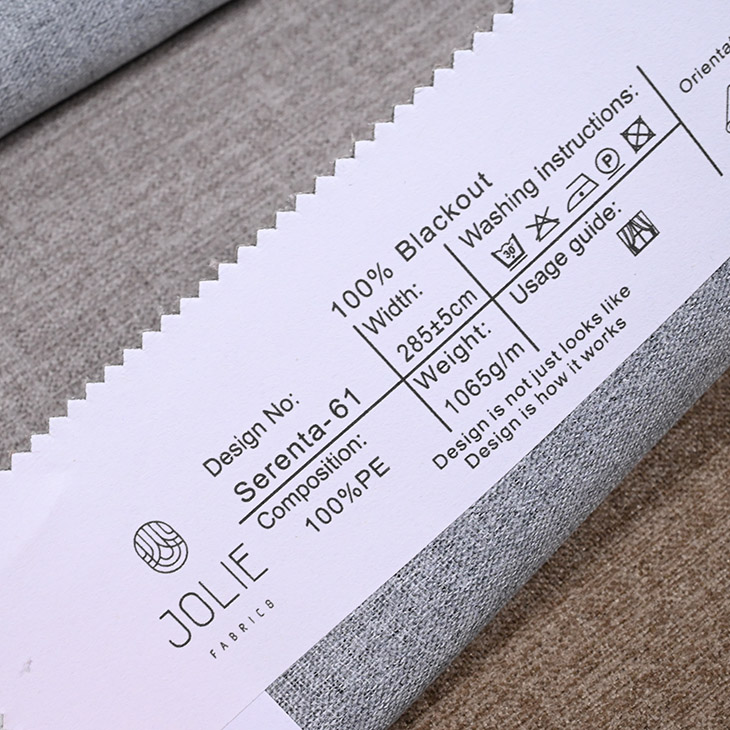 100% Blackout
Design No:
Serenta-61
Composition:
100%PE
Width:
285±5cm
Weight:
1065g/m
Washing instructions:
30°
P
Usage guide:
Design is not just looks like
Design is how it works
JOLIE
FABRICS